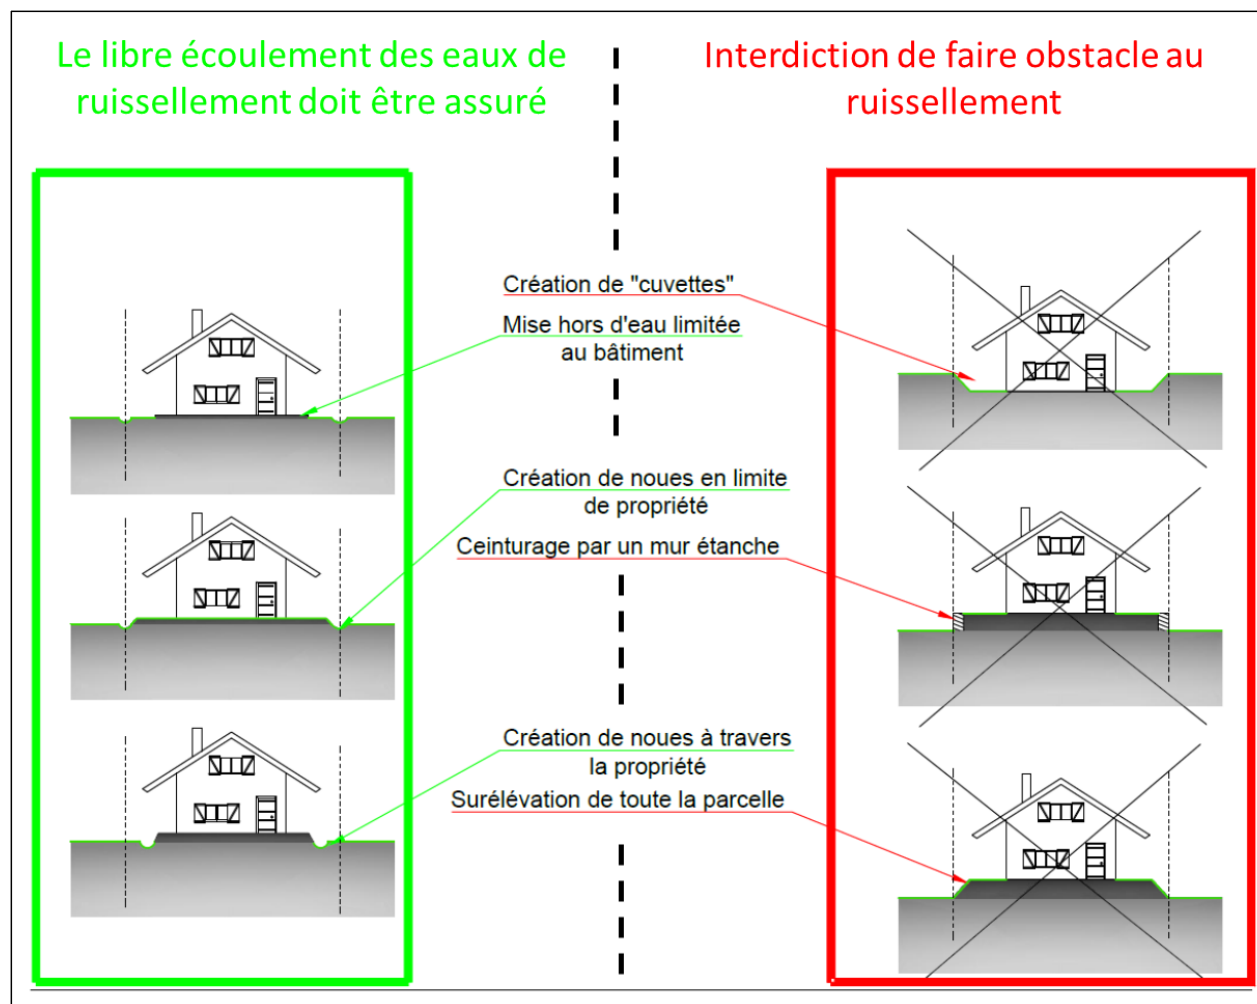 Le libre écoulement des eaux de
ruissellement doit être assuré
Interdiction de faire obstacle au
ruissellement
Création de "cuvettes"
Mise hors d'eau limitée
au bâtiment
Création de noues en limite
de propriété
Ceinturage par un mur étanche
Création de noues à travers
la propriété
Surélévation de toute la parcelle